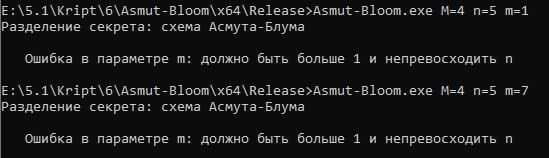 E:\5.1\Kript\6\Asmut-Bloom\x64\Release>Asmut-Bloom.exe M=4 n=5 m=1
Разделение секрета: схема Асмута-Блума
Ошибка в параметре m: должно быть больше 1 и непревосходить n
E:\5.1\Kript\6\Asmut-Bloom\x64\Release>Asmut-Bloom.exe M=4 n=5 m=7
Разделение секрета: схема Асмута-Блума
Ошибка в параметре m: должно быть больше 1 и непревосходить n